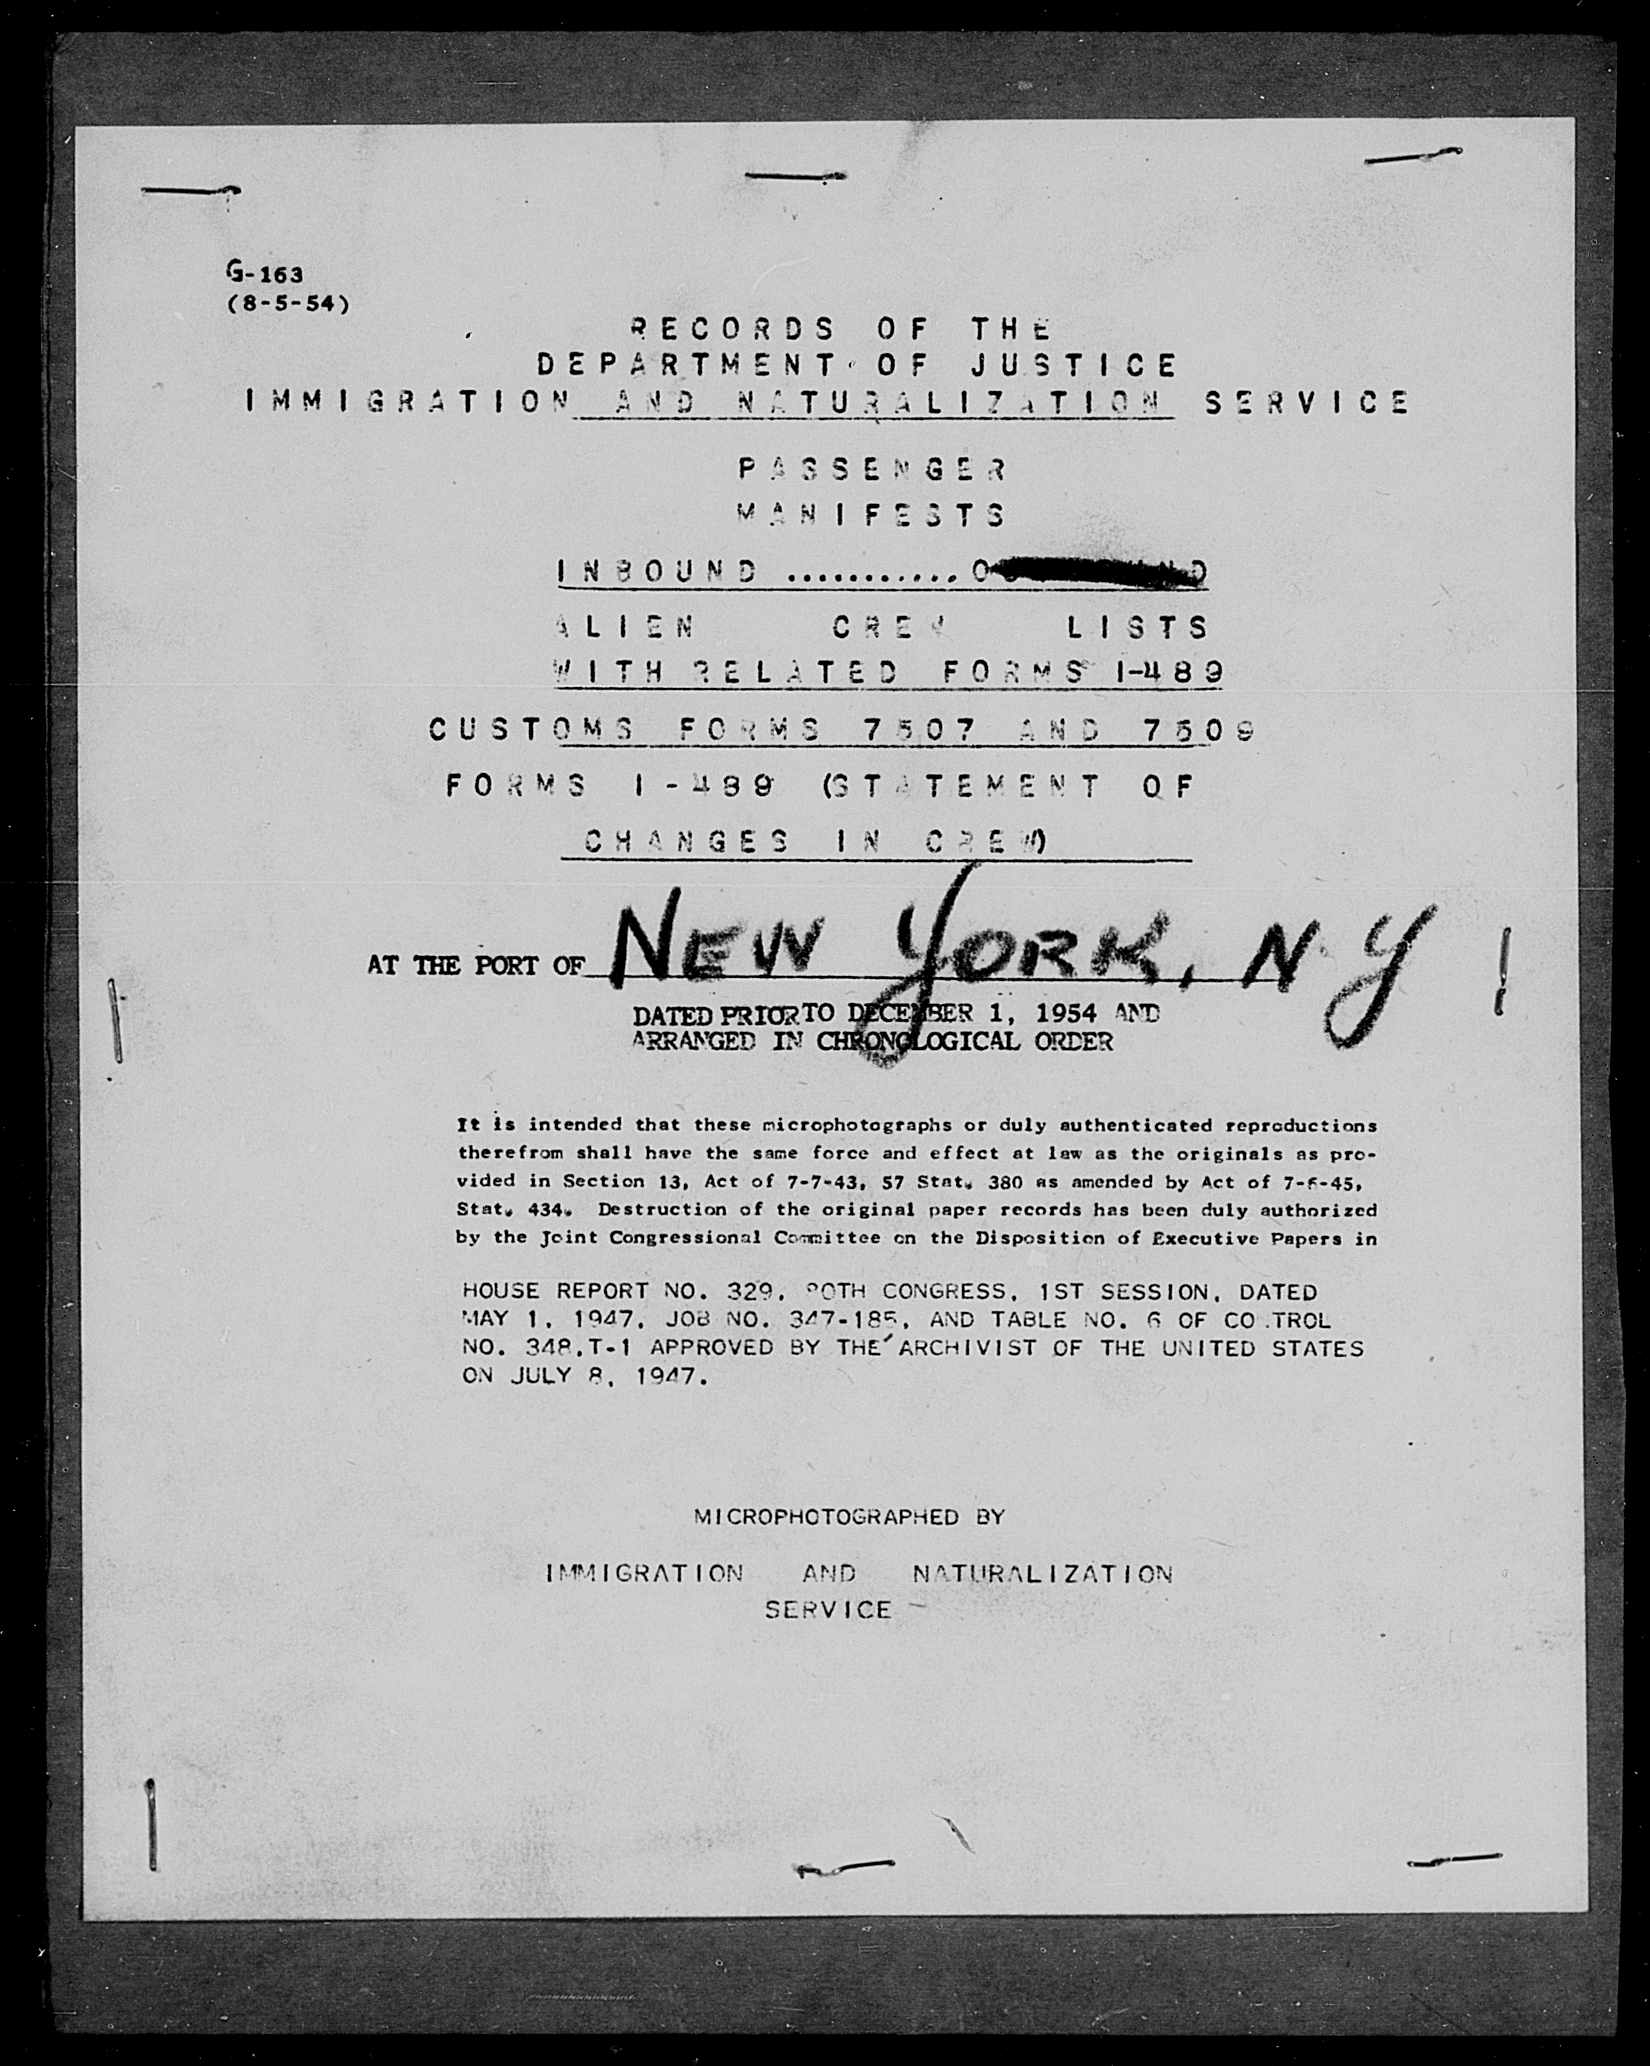 G-163
(8-5-54)
RECORDS OF THE
DEPARTMENT OF JUSTICE
IMMIGRATION AND NATURALIZATION SERVICE
PASSENGER
MANIFESTS
INBOUND ...........
ALIEN CREW LISTS
WITH RELATED FORMS I-489
CUSTOMS FORMS 7507 AND 7509
FORMS I-489 (STATEMENT OF
CHANGES IN CREW)
AT THE PORT OF NEW YORK, N.Y
DATED PRIOR TO DECEMBER 1, 1954 AND
ARRANGED IN CHRONOLOGICAL ORDER
It is intended that these microphotographs or duly authenticated reproductions
therefrom shall have the same force and effect at law as the originals as pro-
vided in Section 13, Act of 7-7-43, 57 Stat. 380 as amended by Act of 7-6-45,
Stat. 434. Destruction of the original paper records has been duly authorized
by the Joint Congressional Committee on the Disposition of Executive Papers in
HOUSE REPORT NO. 329, 80TH CONGRESS, 1ST SESSION, DATED
MAY 1, 1947, JOB NO. 347-185, AND TABLE NO. 6 OF CONTROL
NO. 348,T-1 APPROVED BY THE ARCHIVIST OF THE UNITED STATES
ON JULY 8, 1947.
MICROPHOTOGRAPHED BY
IMMIGRATION AND NATURALIZATION
SERVICE